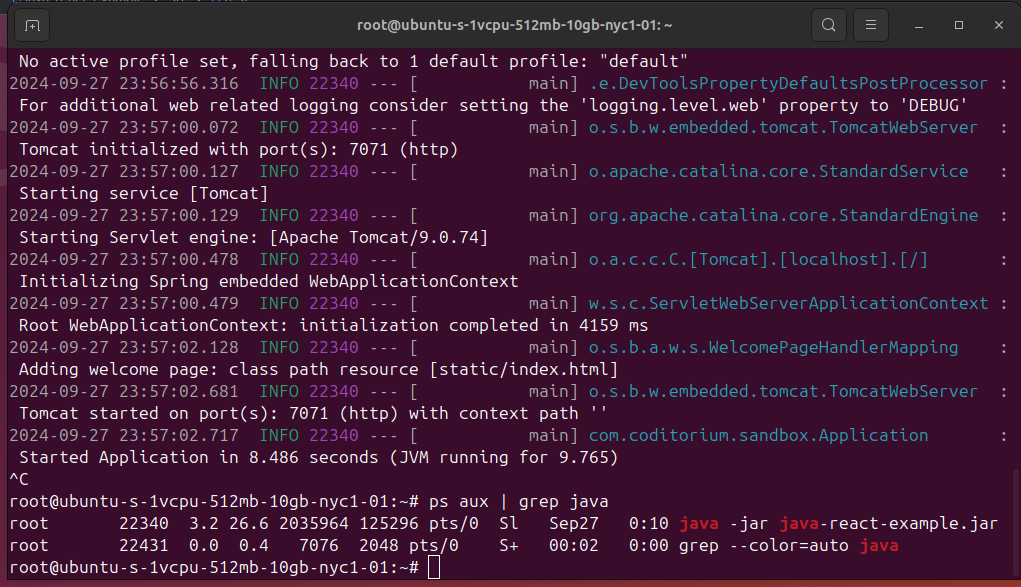 root@ubuntu-s-1vcpu-512mb-10gb-nyc1-01: ~
No active profile set, falling back to 1 default profile: "default"
2024-09-27 23:56:56.316  INFO 22340 --- [           main] .e.DevToolsPropertyDefaultsPostProcessor :
For additional web related logging consider setting the 'logging.level.web' property to 'DEBUG'
2024-09-27 23:57:00.072  INFO 22340 --- [           main] o.s.b.w.embedded.tomcat.TomcatWebServer  :
Tomcat initialized with port(s): 7071 (http)
2024-09-27 23:57:00.127  INFO 22340 --- [           main] o.apache.catalina.core.StandardService   :
Starting service [Tomcat]
2024-09-27 23:57:00.129  INFO 22340 --- [           main] org.apache.catalina.core.StandardEngine  :
Starting Servlet engine: [Apache Tomcat/9.0.74]
2024-09-27 23:57:00.478  INFO 22340 --- [           main] o.a.c.c.C.[Tomcat].[localhost].[/]       :
Initializing Spring embedded WebApplicationContext
2024-09-27 23:57:00.479  INFO 22340 --- [           main] w.s.c.ServletWebServerApplicationContext :
Root WebApplicationContext: initialization completed in 4159 ms
2024-09-27 23:57:02.128  INFO 22340 --- [           main] o.s.b.a.w.s.WelcomePageHandlerMapping    :
Adding welcome page: class path resource [static/index.html]
2024-09-27 23:57:02.681  INFO 22340 --- [           main] o.s.b.w.embedded.tomcat.TomcatWebServer  :
Tomcat started on port(s): 7071 (http) with context path ''
2024-09-27 23:57:02.717  INFO 22340 --- [           main] com.coditorium.sandbox.Application       :
Started Application in 8.486 seconds (JVM running for 9.765)
^C
root@ubuntu-s-1vcpu-512mb-10gb-nyc1-01:~# ps aux | grep java
root       22340  3.2 26.6 2035964 125296 pts/0  Sl   Sep27   0:10 java -jar java-react-example.jar
root       22431  0.0  0.4   7076  2048 pts/0    S+   00:02   0:00 grep --color=auto java
root@ubuntu-s-1vcpu-512mb-10gb-nyc1-01:~#